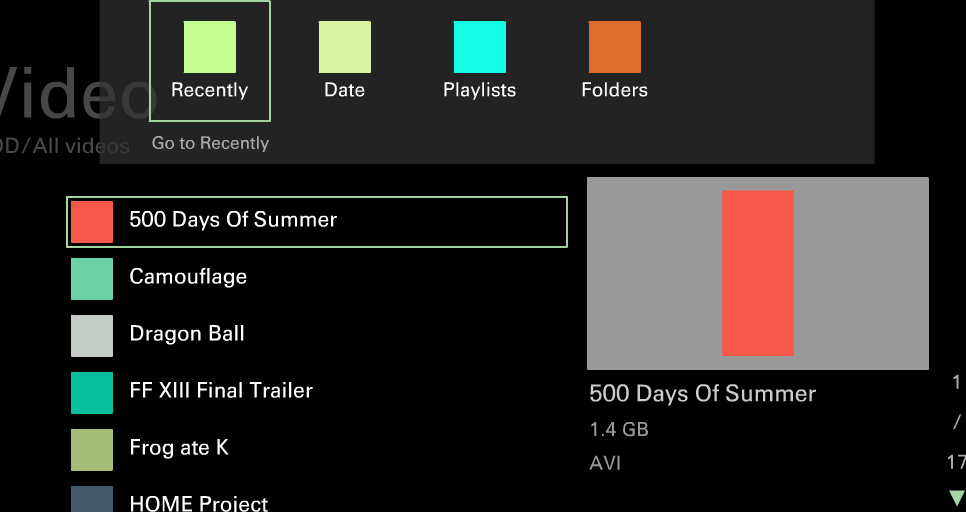 Recently
Date
Playlists
Folders
Video
Go to Recently
/All videos
500 Days Of Summer
Camouflage
Dragon Ball
FF XIII Final Trailer
Frog ate K
HOME Project
500 Days Of Summer
1.4 GB
AVI
1
/
17